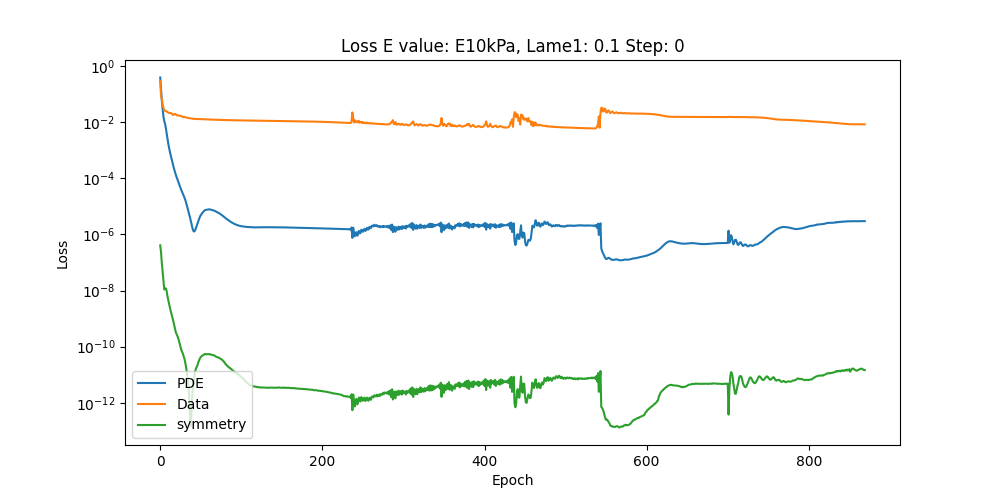 Loss E value: E10kPa, Lame1: 0.1 Step: 0
Loss
10^0
10^-2
10^-4
10^-6
10^-8
10^-10
10^-12
PDE
Data
symmetry
0 200 400 600 800
Epoch